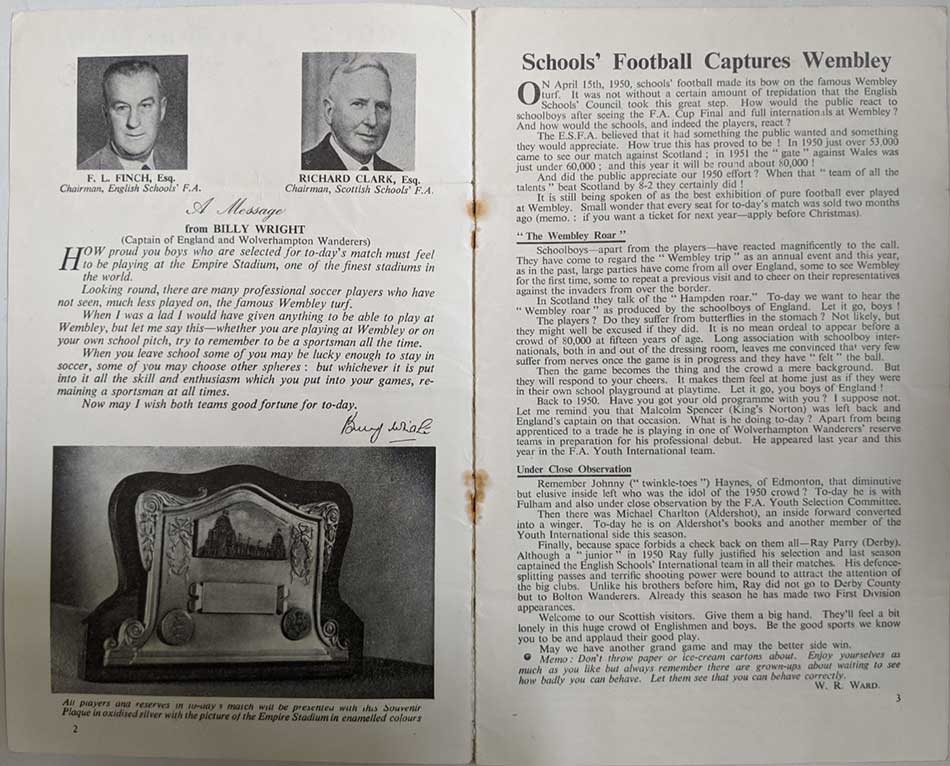 F. L. FINCH, Esq.
Chairman, English Schools' F.A.
RICHARD CLARK, Esq.
Chairman, Scottish Schools' F.A.
A Message
from BILLY WRIGHT
(Captain of England and Wolverhampton Wanderers)
HOW proud you boys who are selected for to-day's match must feel
to be playing at the Empire Stadium, one of the finest stadiums in
the world.
Looking round, there are many professional soccer players who have
not seen, much less played on, the famous Wembley turf.
When I was a lad I would have given anything to be able to play at
Wembley, but let me say this—whether you are playing at Wembley or on
your own school pitch, try to remember to be a sportsman all the time.
When you leave school some of you may be lucky enough to stay in
soccer, some of you may choose other spheres : but whichever it is put
into it all the skill and enthusiasm which you put into your games, re-
maining a sportsman at all times.
Now may I wish both teams good fortune for to-day.
Billy Wright
All players and reserves in to-day's match will be presented with this Souvenir
Plaque in oxidised silver with the picture of the Empire Stadium in enamelled colours
2
Schools' Football Captures Wembley
ON April 15th, 1950, schools' football made its bow on the famous Wembley
turf. It was not without a certain amount of trepidation that the English
Schools' Council took this great step. How would the public react to
schoolboys after seeing the F.A. Cup Final and full internationals at Wembley ?
And how would the schools, and indeed the players, react ?
The E.S.F.A. believed that it had something the public wanted and something
they would appreciate. How true this has proved to be ! In 1950 just over 53,000
came to see our match against Scotland ; in 1951 the " gate " against Wales was
just under 60,000 ; and this year it will be round about 80,000 !
And did the public appreciate our 1950 effort ? When that " team of all the
talents " beat Scotland by 8-2 they certainly did !
It is still being spoken of as the best exhibition of pure football ever played
at Wembley. Small wonder that every seat for to-day's match was sold two months
ago (memo. : if you want a ticket for next year—apply before Christmas).
" The Wembley Roar "
Schoolboys—apart from the players—have reacted magnificently to the call.
They have come to regard the " Wembley trip " as an annual event and this year,
as in the past, large parties have come from all over England, some to see Wembley
for the first time, some to repeat a previous visit and to cheer on their representatives
against the invaders from over the border.
In Scotland they talk of the " Hampden roar." To-day we want to hear the
" Wembley roar " as produced by the schoolboys of England. Let it go, boys !
The players ? Do they suffer from butterflies in the stomach ? Not likely, but
they might well be excused if they did. It is no mean ordeal to appear before a
crowd of 80,000 at fifteen years of age. Long association with schoolboy inter-
nationals, both in and out of the dressing room, leaves me convinced that very few
suffer from nerves once the game is in progress and they have " felt " the ball.
Then the game becomes the thing and the crowd a mere background. But
they will respond to your cheers. It makes them feel at home just as if they were
in their own school playground at playtime. Let it go, you boys of England !
Back to 1950. Have you got your old programme with you ? I suppose not.
Let me remind you that Malcolm Spencer (King's Norton) was left back and
England's captain on that occasion. What is he doing to-day ? Apart from being
apprenticed to a trade he is playing in one of Wolverhampton Wanderers' reserve
teams in preparation for his professional debut. He appeared last year and this
year in the F.A. Youth International team.
Under Close Observation
Remember Johnny (" twinkle-toes ") Haynes, of Edmonton, that diminutive
but elusive inside left who was the idol of the 1950 crowd ? To-day he is with
Fulham and also under close observation by the F.A. Youth Selection Committee.
Then there was Michael Charlton (Aldershot), an inside forward converted
into a winger. To-day he is on Aldershot's books and another member of the
Youth International side this season.
Finally, because space forbids a check back on them all—Ray Parry (Derby).
Although a " junior " in 1950 Ray fully justified his selection and last season
captained the English Schools' International team in all their matches. His defence-
splitting passes and terrific shooting power were bound to attract the attention of
the big clubs. Unlike his brothers before him, Ray did not go to Derby County
but to Bolton Wanderers. Already this season he has made two First Division
appearances.
Welcome to our Scottish visitors. Give them a big hand. They'll feel a bit
lonely in this huge crowd of Englishmen and boys. Be the good sports we know
you to be and applaud their good play.
May we have another grand game and may the better side win.
● Memo : Don't throw paper or ice-cream cartons about. Enjoy yourselves as
much as you like but always remember there are grown-ups about waiting to see
how badly you can behave. Let them see that you can behave correctly.
W. R. WARD.
3